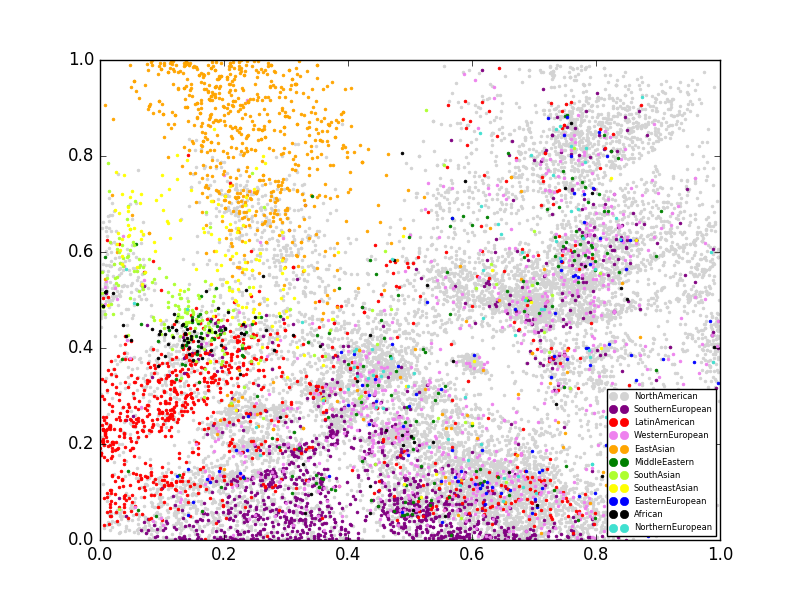 1.0
0.8
0.6
0.4
0.2
0.0
0.0 0.2 0.4 0.6 0.8 1.0
NorthAmerican
SouthernEuropean
LatinAmerican
WesternEuropean
EastAsian
MiddleEastern
SouthAsian
SoutheastAsian
EasternEuropean
African
NorthernEuropean